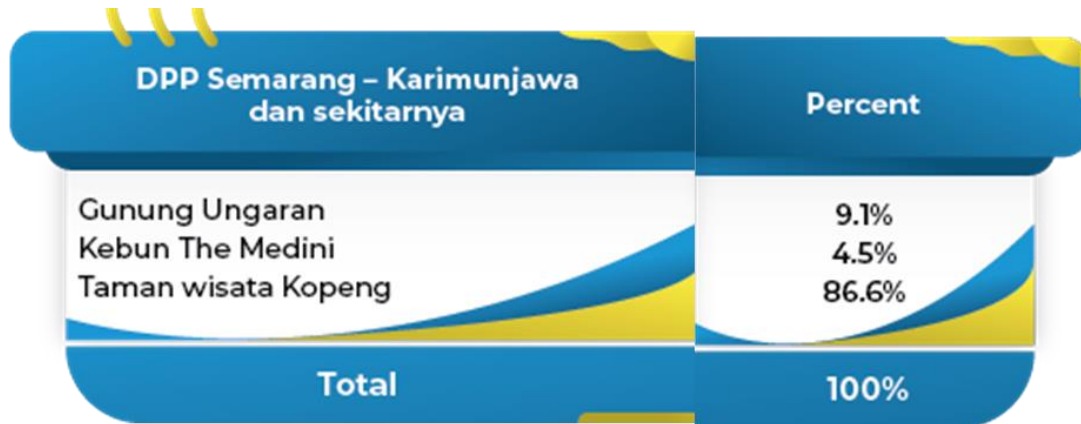 DPP Semarang – Karimunjawa
dan sekitarnya
Percent
Gunung Ungaran 9.1%
Kebun The Medini 4.5%
Taman wisata Kopeng 86.6%
Total 100%